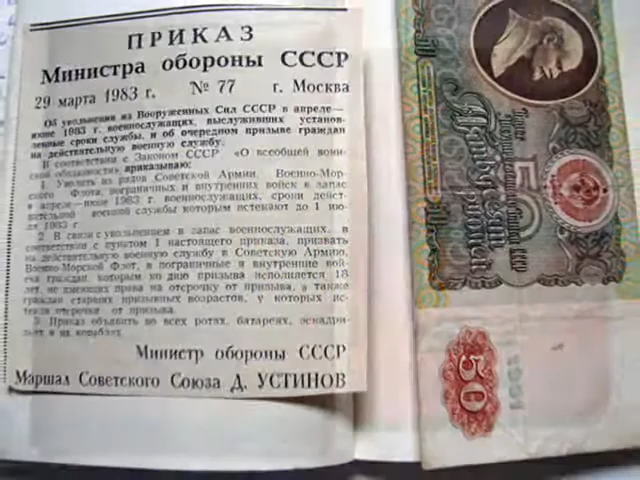 ПРИКАЗ
Министра обороны СССР
29 марта 1983 г. № 77 г. Москва
Об увольнении из Вооруженных Сил СССР в апреле—
июне 1983 г. военнослужащих, выслуживших установ-
ленные сроки службы, и об очередном призыве граждан
на действительную военную службу.
В соответствии с Законом СССР «О всеобщей воин-
ской обязанности» приказываю:
1. Уволить из рядов Советской Армии, Военно-Мор-
ского Флота, пограничных и внутренних войск в запас
в апреле—июне 1983 г. военнослужащих, сроки дейст-
вительной военной службы которым истекают до 1 ию-
ля 1983 г.
2. В связи с увольнением в запас военнослужащих, в
соответствии с пунктом 1 настоящего приказа, призвать
на действительную военную службу в Советскую Армию,
Военно-Морской Флот, в пограничные и внутренние вой-
ска граждан, которым ко дню призыва исполняется 18
лет, не имеющих права на отсрочку от призыва, а также
граждан старших призывных возрастов, у которых ис-
текли отсрочки от призыва.
3. Приказ объявить во всех ротах, батареях, эскадри-
льях и на кораблях.
Министр обороны СССР
Маршал Советского Союза Д. УСТИНОВ
50
Пятьдесят
рублей
50